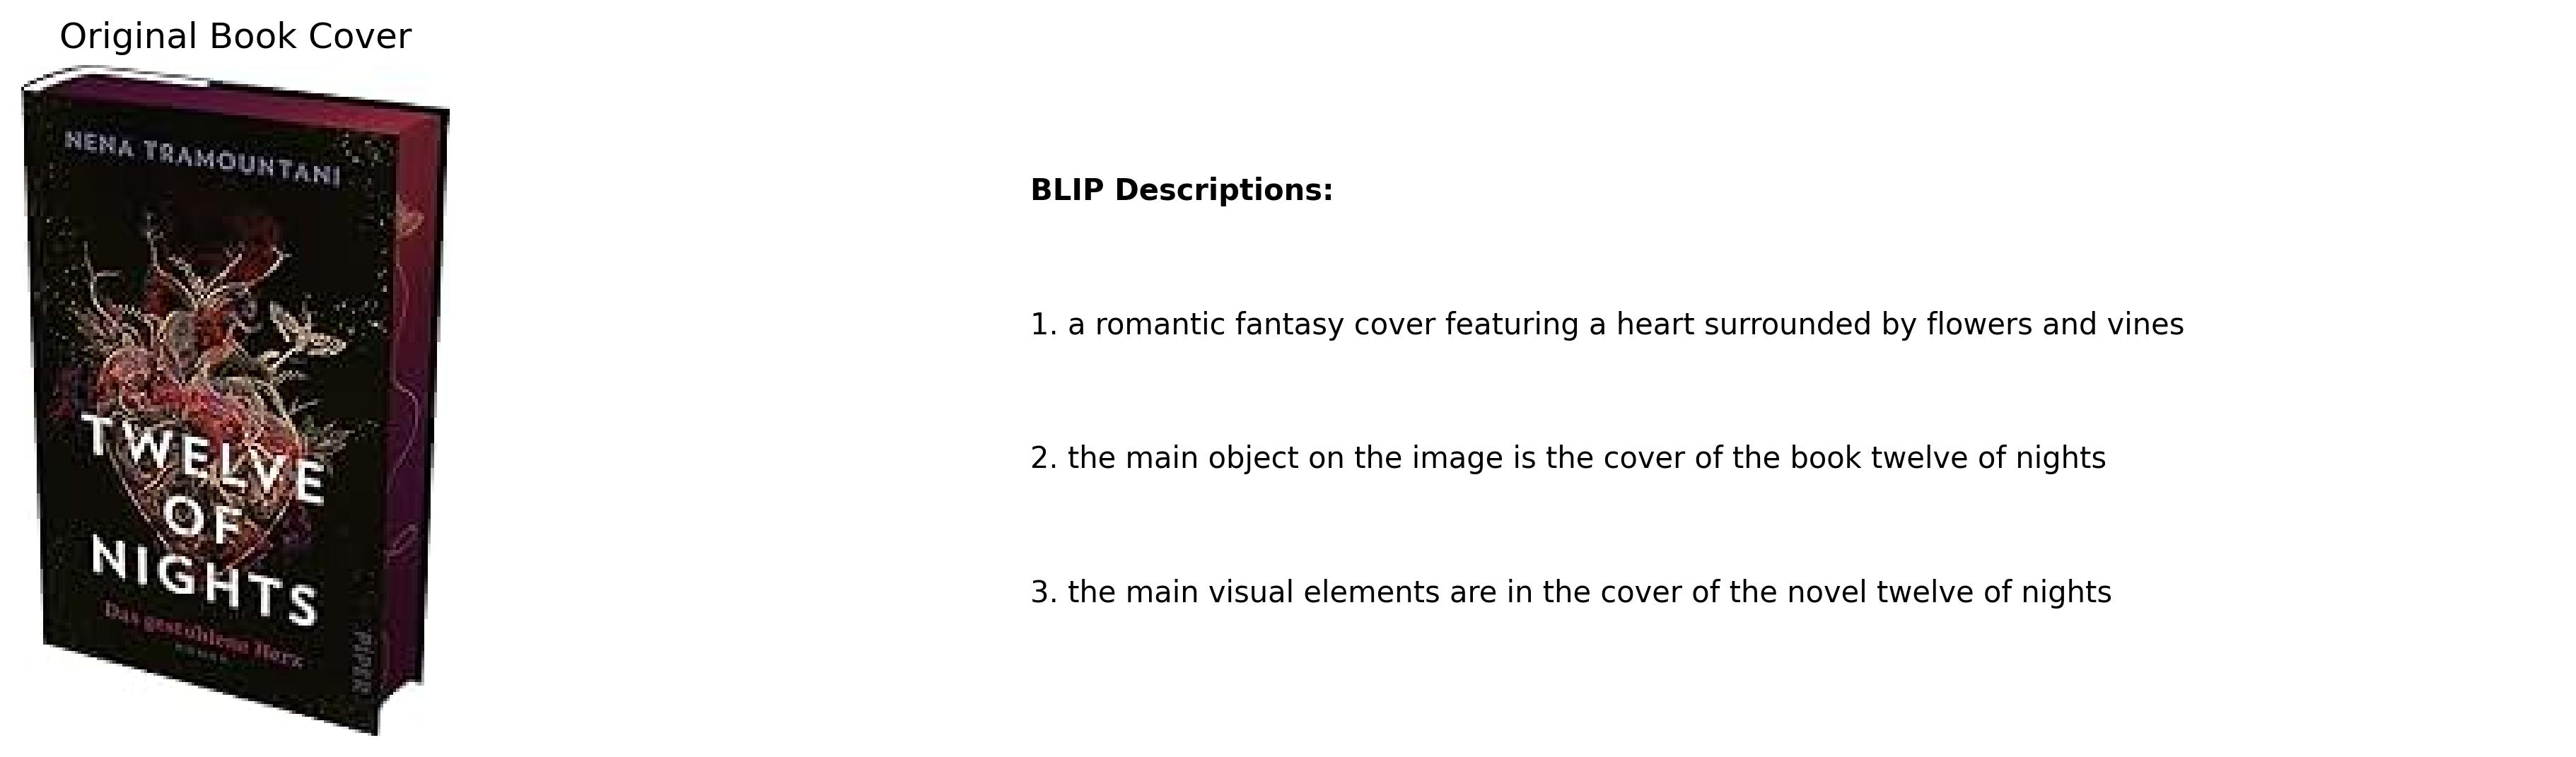 Original Book Cover
NENA TRAMOUNTANI
TWELVE
OF
NIGHTS
Das gestohlene Herz
ROMAN
PIPER
BLIP Descriptions:
1. a romantic fantasy cover featuring a heart surrounded by flowers and vines
2. the main object on the image is the cover of the book twelve of nights
3. the main visual elements are in the cover of the novel twelve of nights